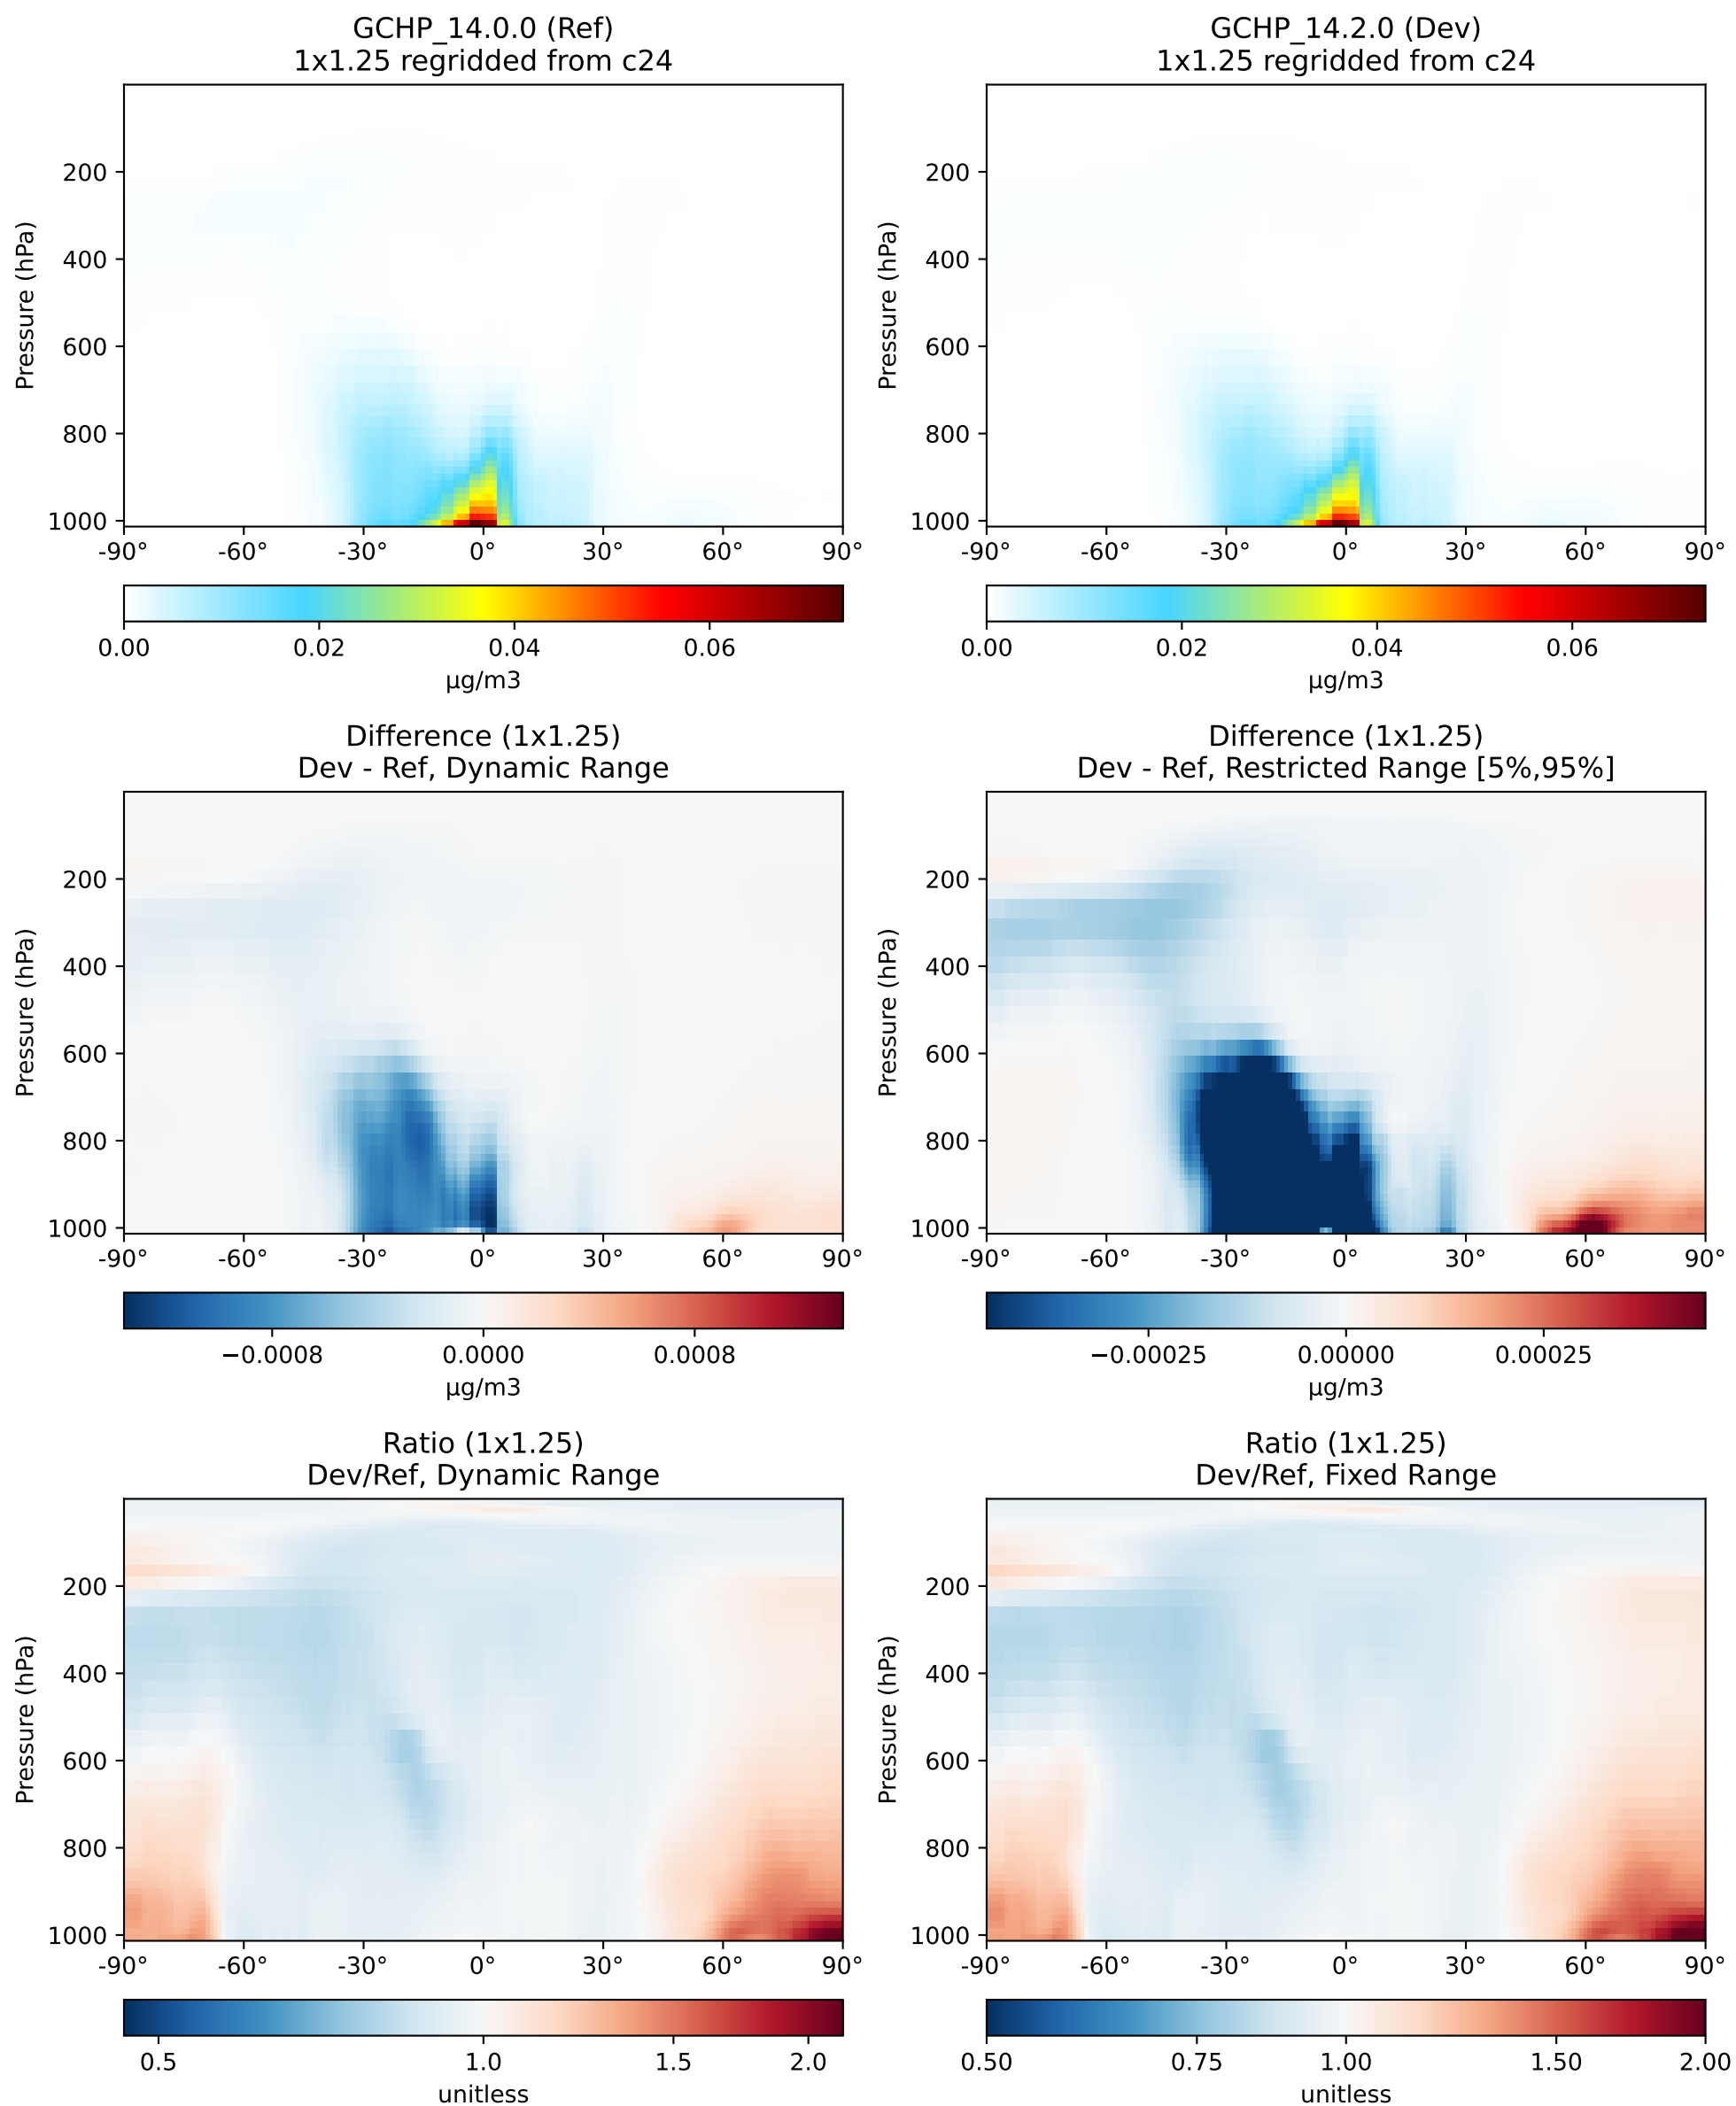 GCHP_14.0.0 (Ref)
1x1.25 regridded from c24
Pressure (hPa)
200
400
600
800
1000
-90° -60° -30° 0° 30° 60° 90°
0.00 0.02 0.04 0.06
µg/m3
GCHP_14.2.0 (Dev)
1x1.25 regridded from c24
Pressure (hPa)
200
400
600
800
1000
-90° -60° -30° 0° 30° 60° 90°
0.00 0.02 0.04 0.06
µg/m3
Difference (1x1.25)
Dev - Ref, Dynamic Range
Pressure (hPa)
200
400
600
800
1000
-90° -60° -30° 0° 30° 60° 90°
−0.0008 0.0000 0.0008
µg/m3
Difference (1x1.25)
Dev - Ref, Restricted Range [5%,95%]
Pressure (hPa)
200
400
600
800
1000
-90° -60° -30° 0° 30° 60° 90°
−0.00025 0.00000 0.00025
µg/m3
Ratio (1x1.25)
Dev/Ref, Dynamic Range
Pressure (hPa)
200
400
600
800
1000
-90° -60° -30° 0° 30° 60° 90°
0.5 1.0 1.5 2.0
unitless
Ratio (1x1.25)
Dev/Ref, Fixed Range
Pressure (hPa)
200
400
600
800
1000
-90° -60° -30° 0° 30° 60° 90°
0.50 0.75 1.00 1.50 2.00
unitless